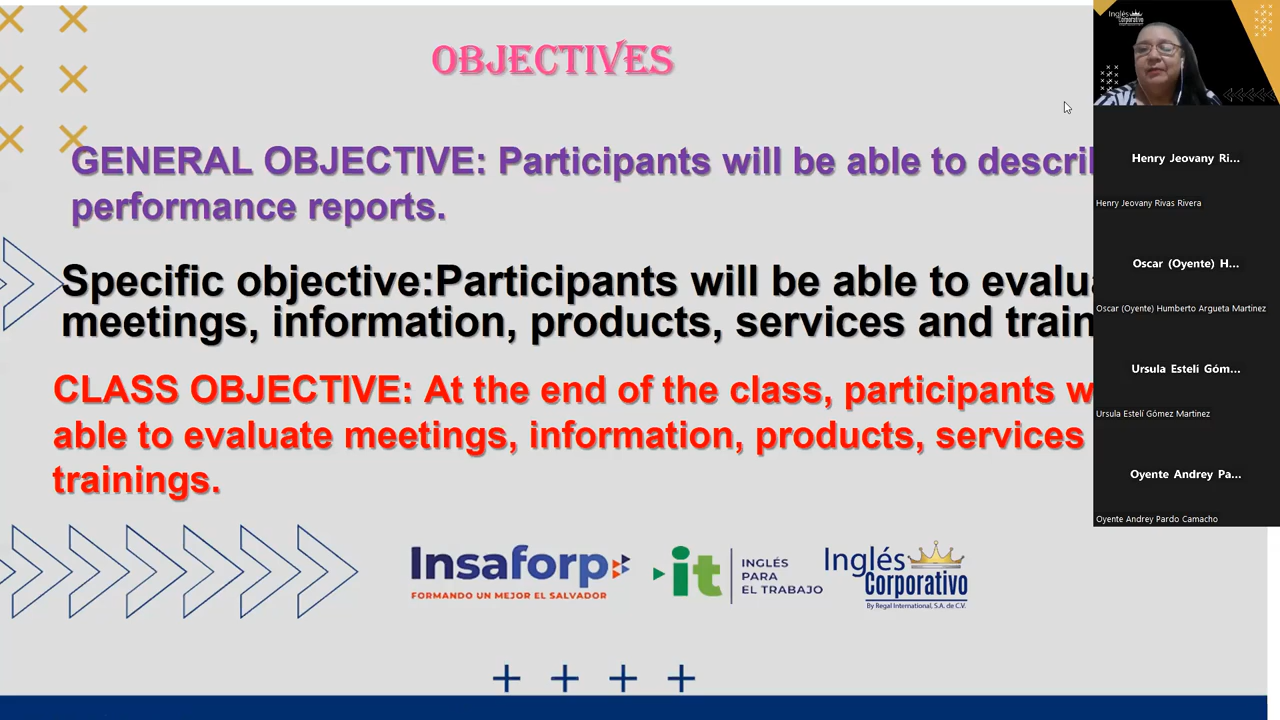 OBJECTIVES
GENERAL OBJECTIVE: Participants will be able to
performance reports.
Specific objective:Participants will be able to
meetings, information, products, services and
CLASS OBJECTIVE: At the end of the class, participants
able to evaluate meetings, information, products, services
trainings.
Insaforp
FORMANDO UN MEJOR EL SALVADOR
it
INGLÉS
PARA
EL TRABAJO
Inglés
Corporativo
By Regal International, S.A. de C.V.
Inglés
Corporativo
Henry Jeovany Ri...
Henry Jeovany Rivas Rivera
Oscar (Oyente) H...
Oscar (Oyente) Humberto Argueta Martinez
Ursula Estelí Góm...
Ursula Estelí Gómez Martinez
Oyente Andrey Pa...
Oyente Andrey Pardo Camacho